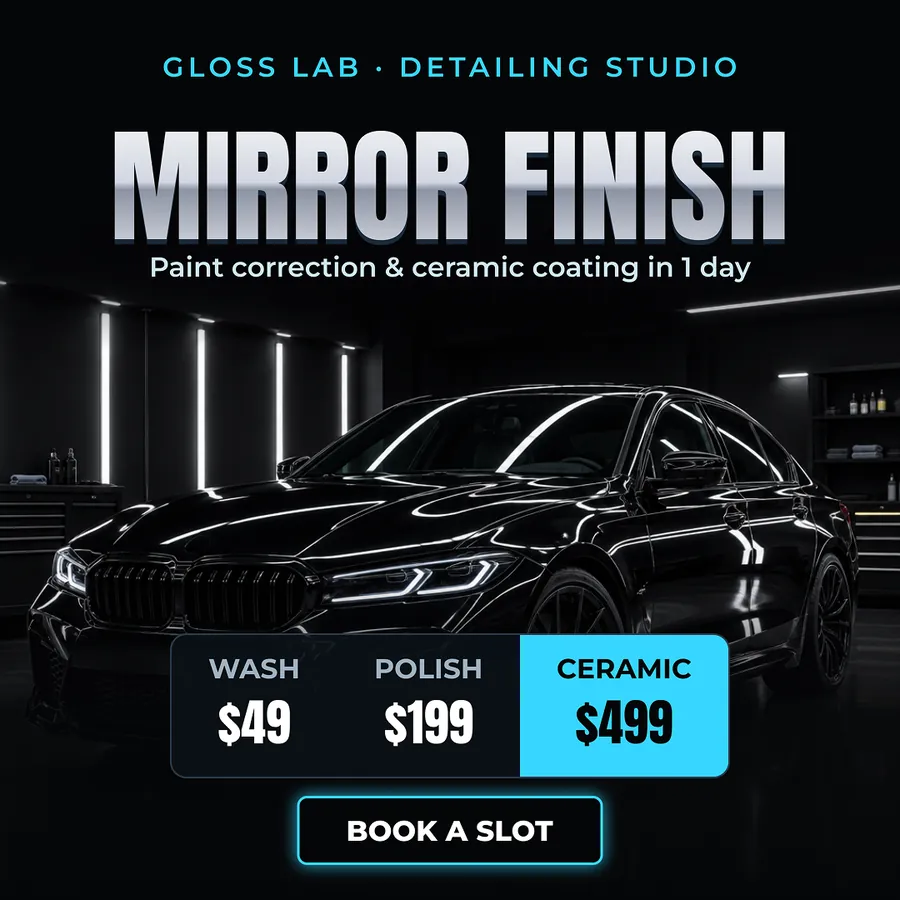 GLOSS LAB · DETAILING STUDIO
MIRROR FINISH
Paint correction & ceramic coating in 1 day
WASH POLISH CERAMIC
$49 $199 $499
BOOK A SLOT